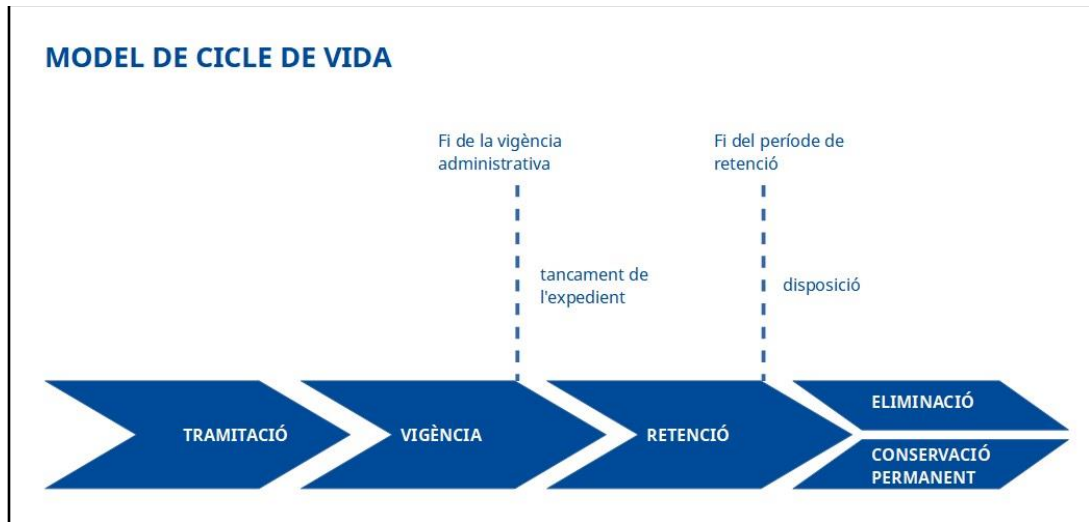 MODEL DE CICLE DE VIDA
Fi de la vigència
administrativa
Fi del període de
retenció
tancament de
l'expedient
disposició
TRAMITACIÓ
VIGÈNCIA
RETENCIÓ
ELIMINACIÓ
CONSERVACIÓ
PERMANENT